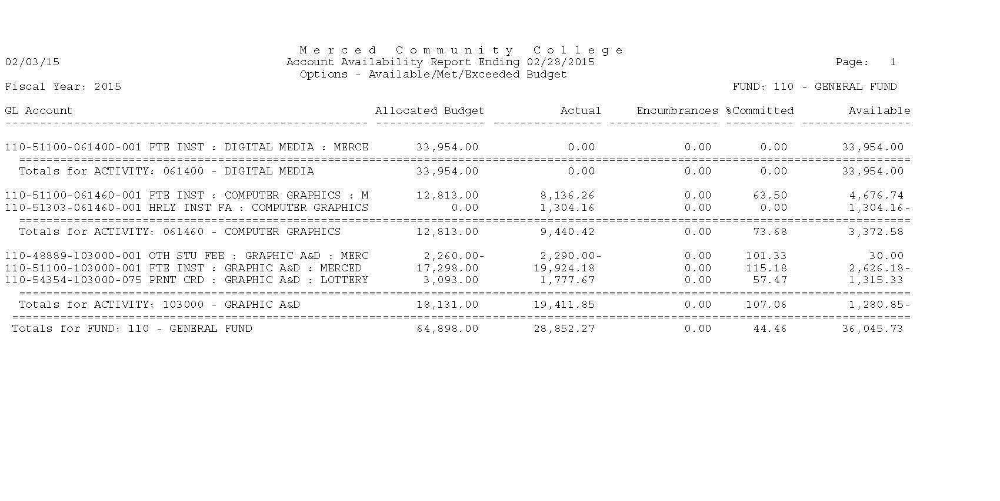 M e r c e d   C o m m u n i t y   C o l l e g e
02/03/15 Account Availability Report Ending 02/28/2015 Page: 1
Options - Available/Met/Exceeded Budget
Fiscal Year: 2015 FUND: 110 - GENERAL FUND
GL Account Allocated Budget Actual Encumbrances %Committed Available
----------------------------------------------------- ---------------- ---------------- ---------------- ---------- ----------------
110-51100-061400-001 FTE INST : DIGITAL MEDIA : MERCE 33,954.00 0.00 0.00 0.00 33,954.00
==================================================================================================================================
Totals for ACTIVITY: 061400 - DIGITAL MEDIA 33,954.00 0.00 0.00 0.00 33,954.00
110-51100-061460-001 FTE INST : COMPUTER GRAPHICS : M 12,813.00 8,136.26 0.00 63.50 4,676.74
110-51303-061460-001 HRLY INST FA : COMPUTER GRAPHICS 0.00 1,304.16 0.00 0.00 1,304.16-
==================================================================================================================================
Totals for ACTIVITY: 061460 - COMPUTER GRAPHICS 12,813.00 9,440.42 0.00 73.68 3,372.58
110-48889-103000-001 OTH STU FEE : GRAPHIC A&D : MERC 2,260.00- 2,290.00- 0.00 101.33 30.00
110-51100-103000-001 FTE INST : GRAPHIC A&D : MERCED 17,298.00 19,924.18 0.00 115.18 2,626.18-
110-54354-103000-075 PRNT CRD : GRAPHIC A&D : LOTTERY 3,093.00 1,777.67 0.00 57.47 1,315.33
==================================================================================================================================
Totals for ACTIVITY: 103000 - GRAPHIC A&D 18,131.00 19,411.85 0.00 107.06 1,280.85-
===================================================================================================================================
Totals for FUND: 110 - GENERAL FUND 64,898.00 28,852.27 0.00 44.46 36,045.73